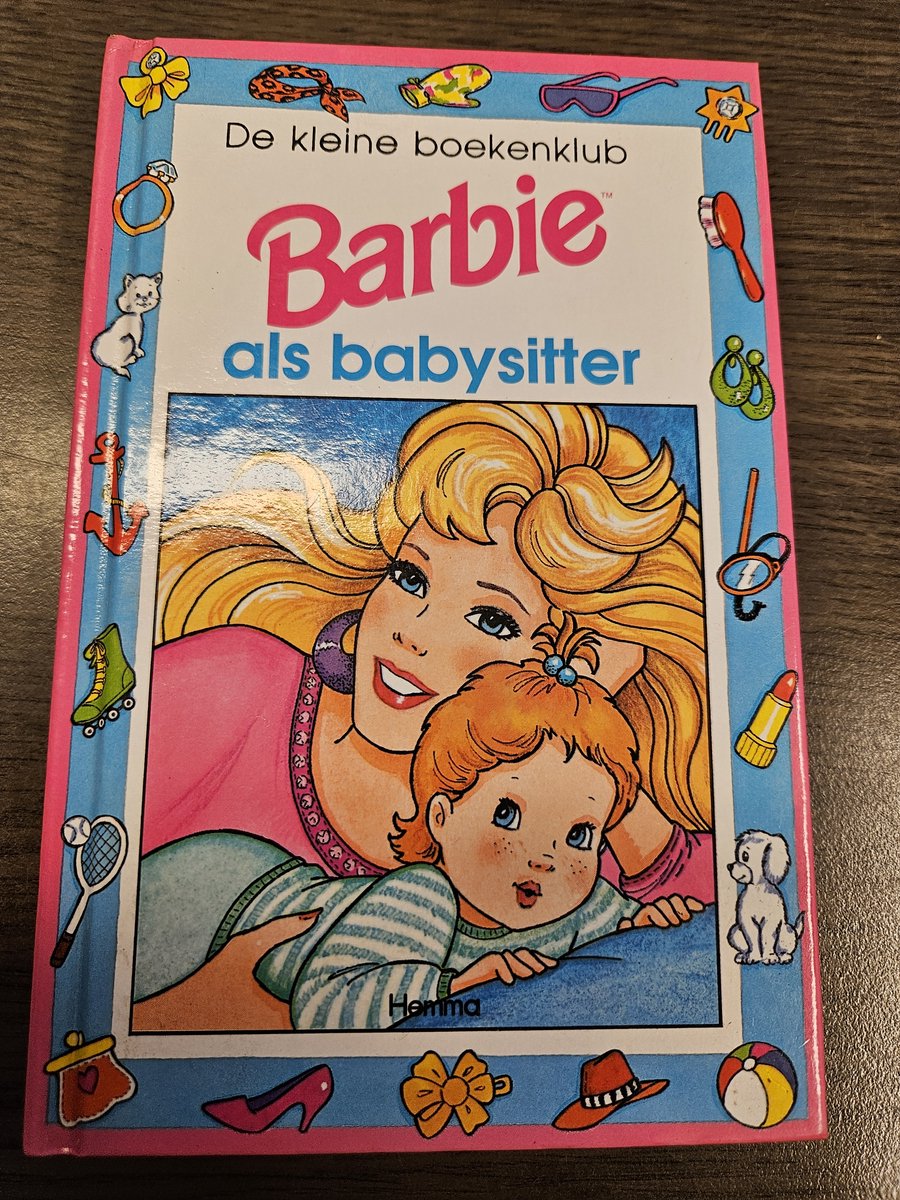 De kleine boekenklub
Barbie™
als babysitter
Hemma